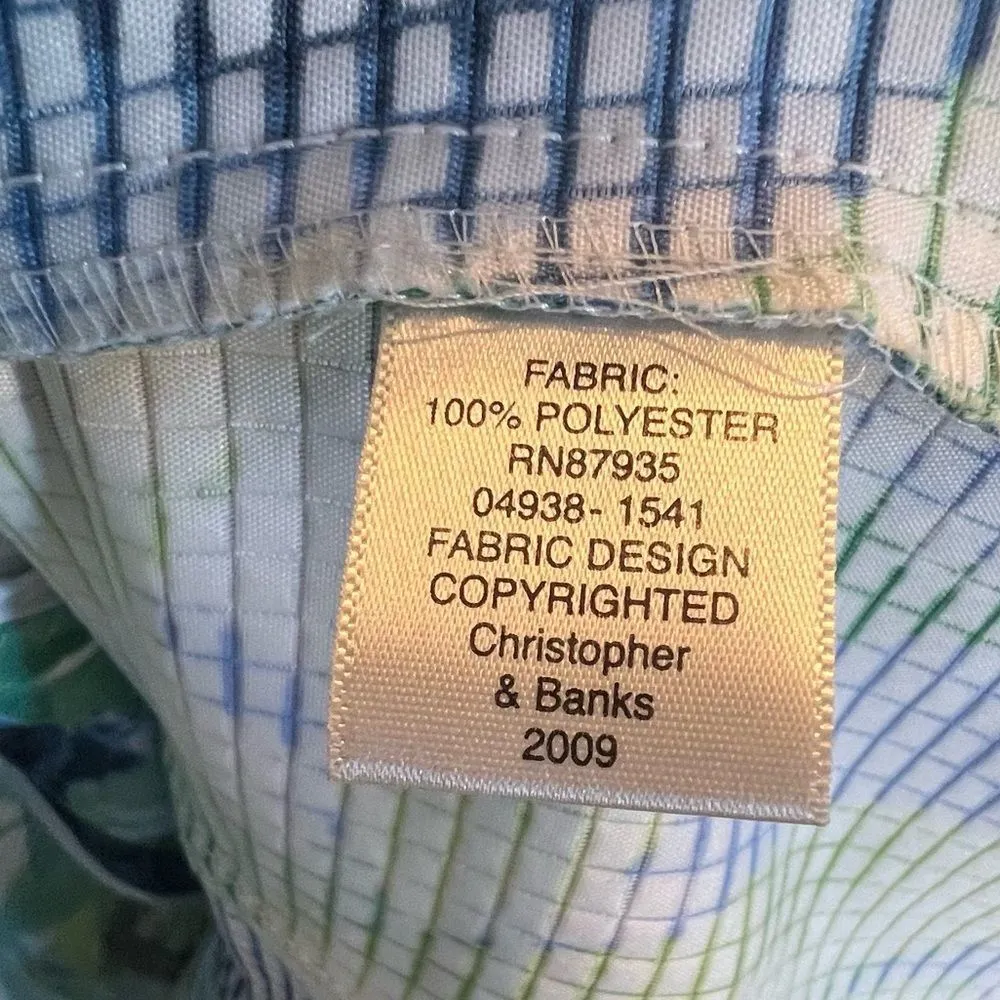 FABRIC:
100% POLYESTER
RN87935
04938- 1541
FABRIC DESIGN
COPYRIGHTED
Christopher
& Banks
2009